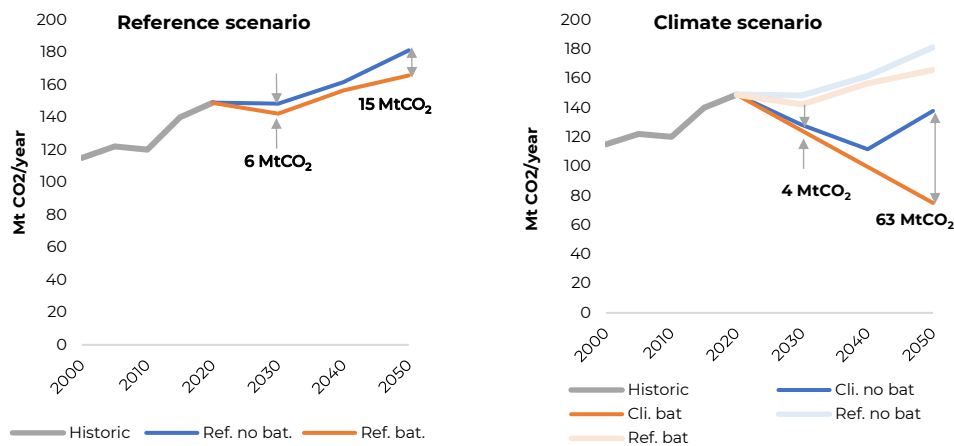 Reference scenario
Mt CO2/year
200
180
160
140
120
100
80
60
40
20
0
2000
2010
2020
2030
2040
2050
6 MtCO₂
15 MtCO₂
Historic
Ref. no bat.
Ref. bat.
Climate scenario
Mt CO2/year
200
180
160
140
120
100
80
60
40
20
0
2000
2010
2020
2030
2040
2050
4 MtCO₂
63 MtCO₂
Historic
Cli. no bat
Cli. bat
Ref. no bat
Ref. bat